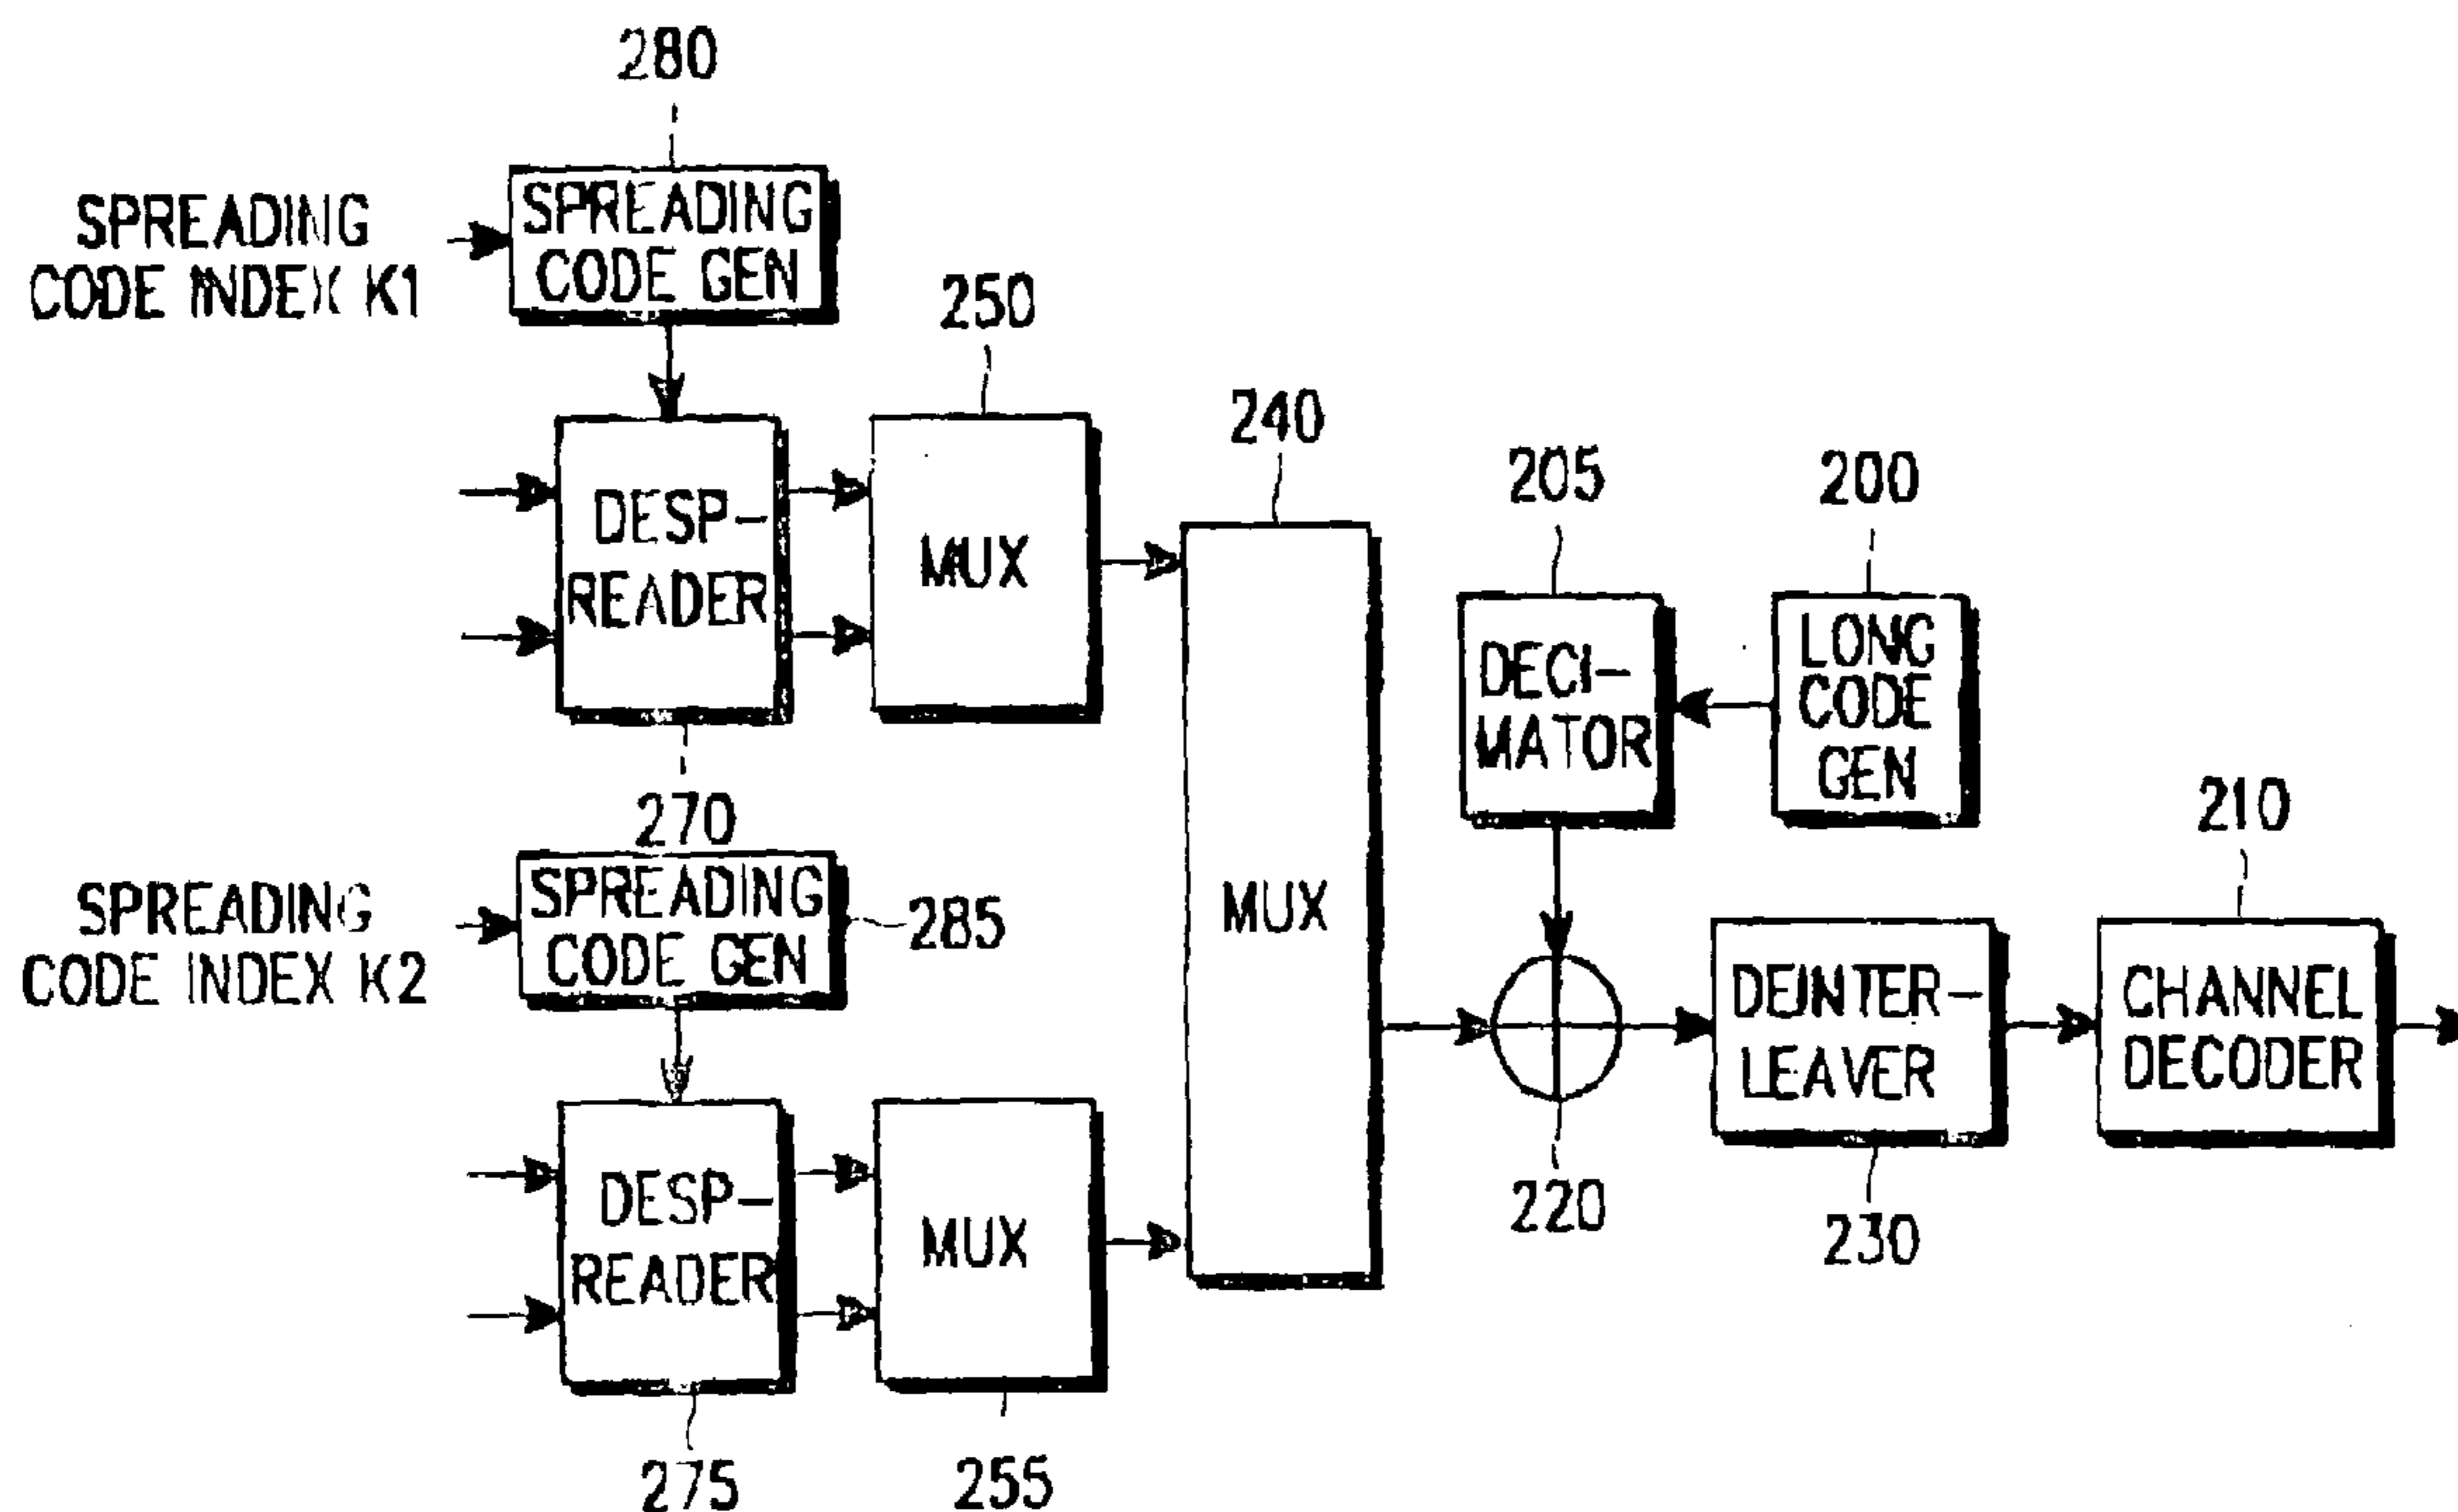 280
SPREADING
CODE INDEX K1
SPREADING
CODE GEN
250
DESP-
READER
MUX
240
205
200
MUX
DECI-
MATOR
LONG
CODE
GEN
270
210
SPREADING
CODE INDEX K2
SPREADING
CODE GEN
285
DEINTER-
LEAVER
CHANNEL
DECODER
DESP-
READER
MUX
220
230
275
255